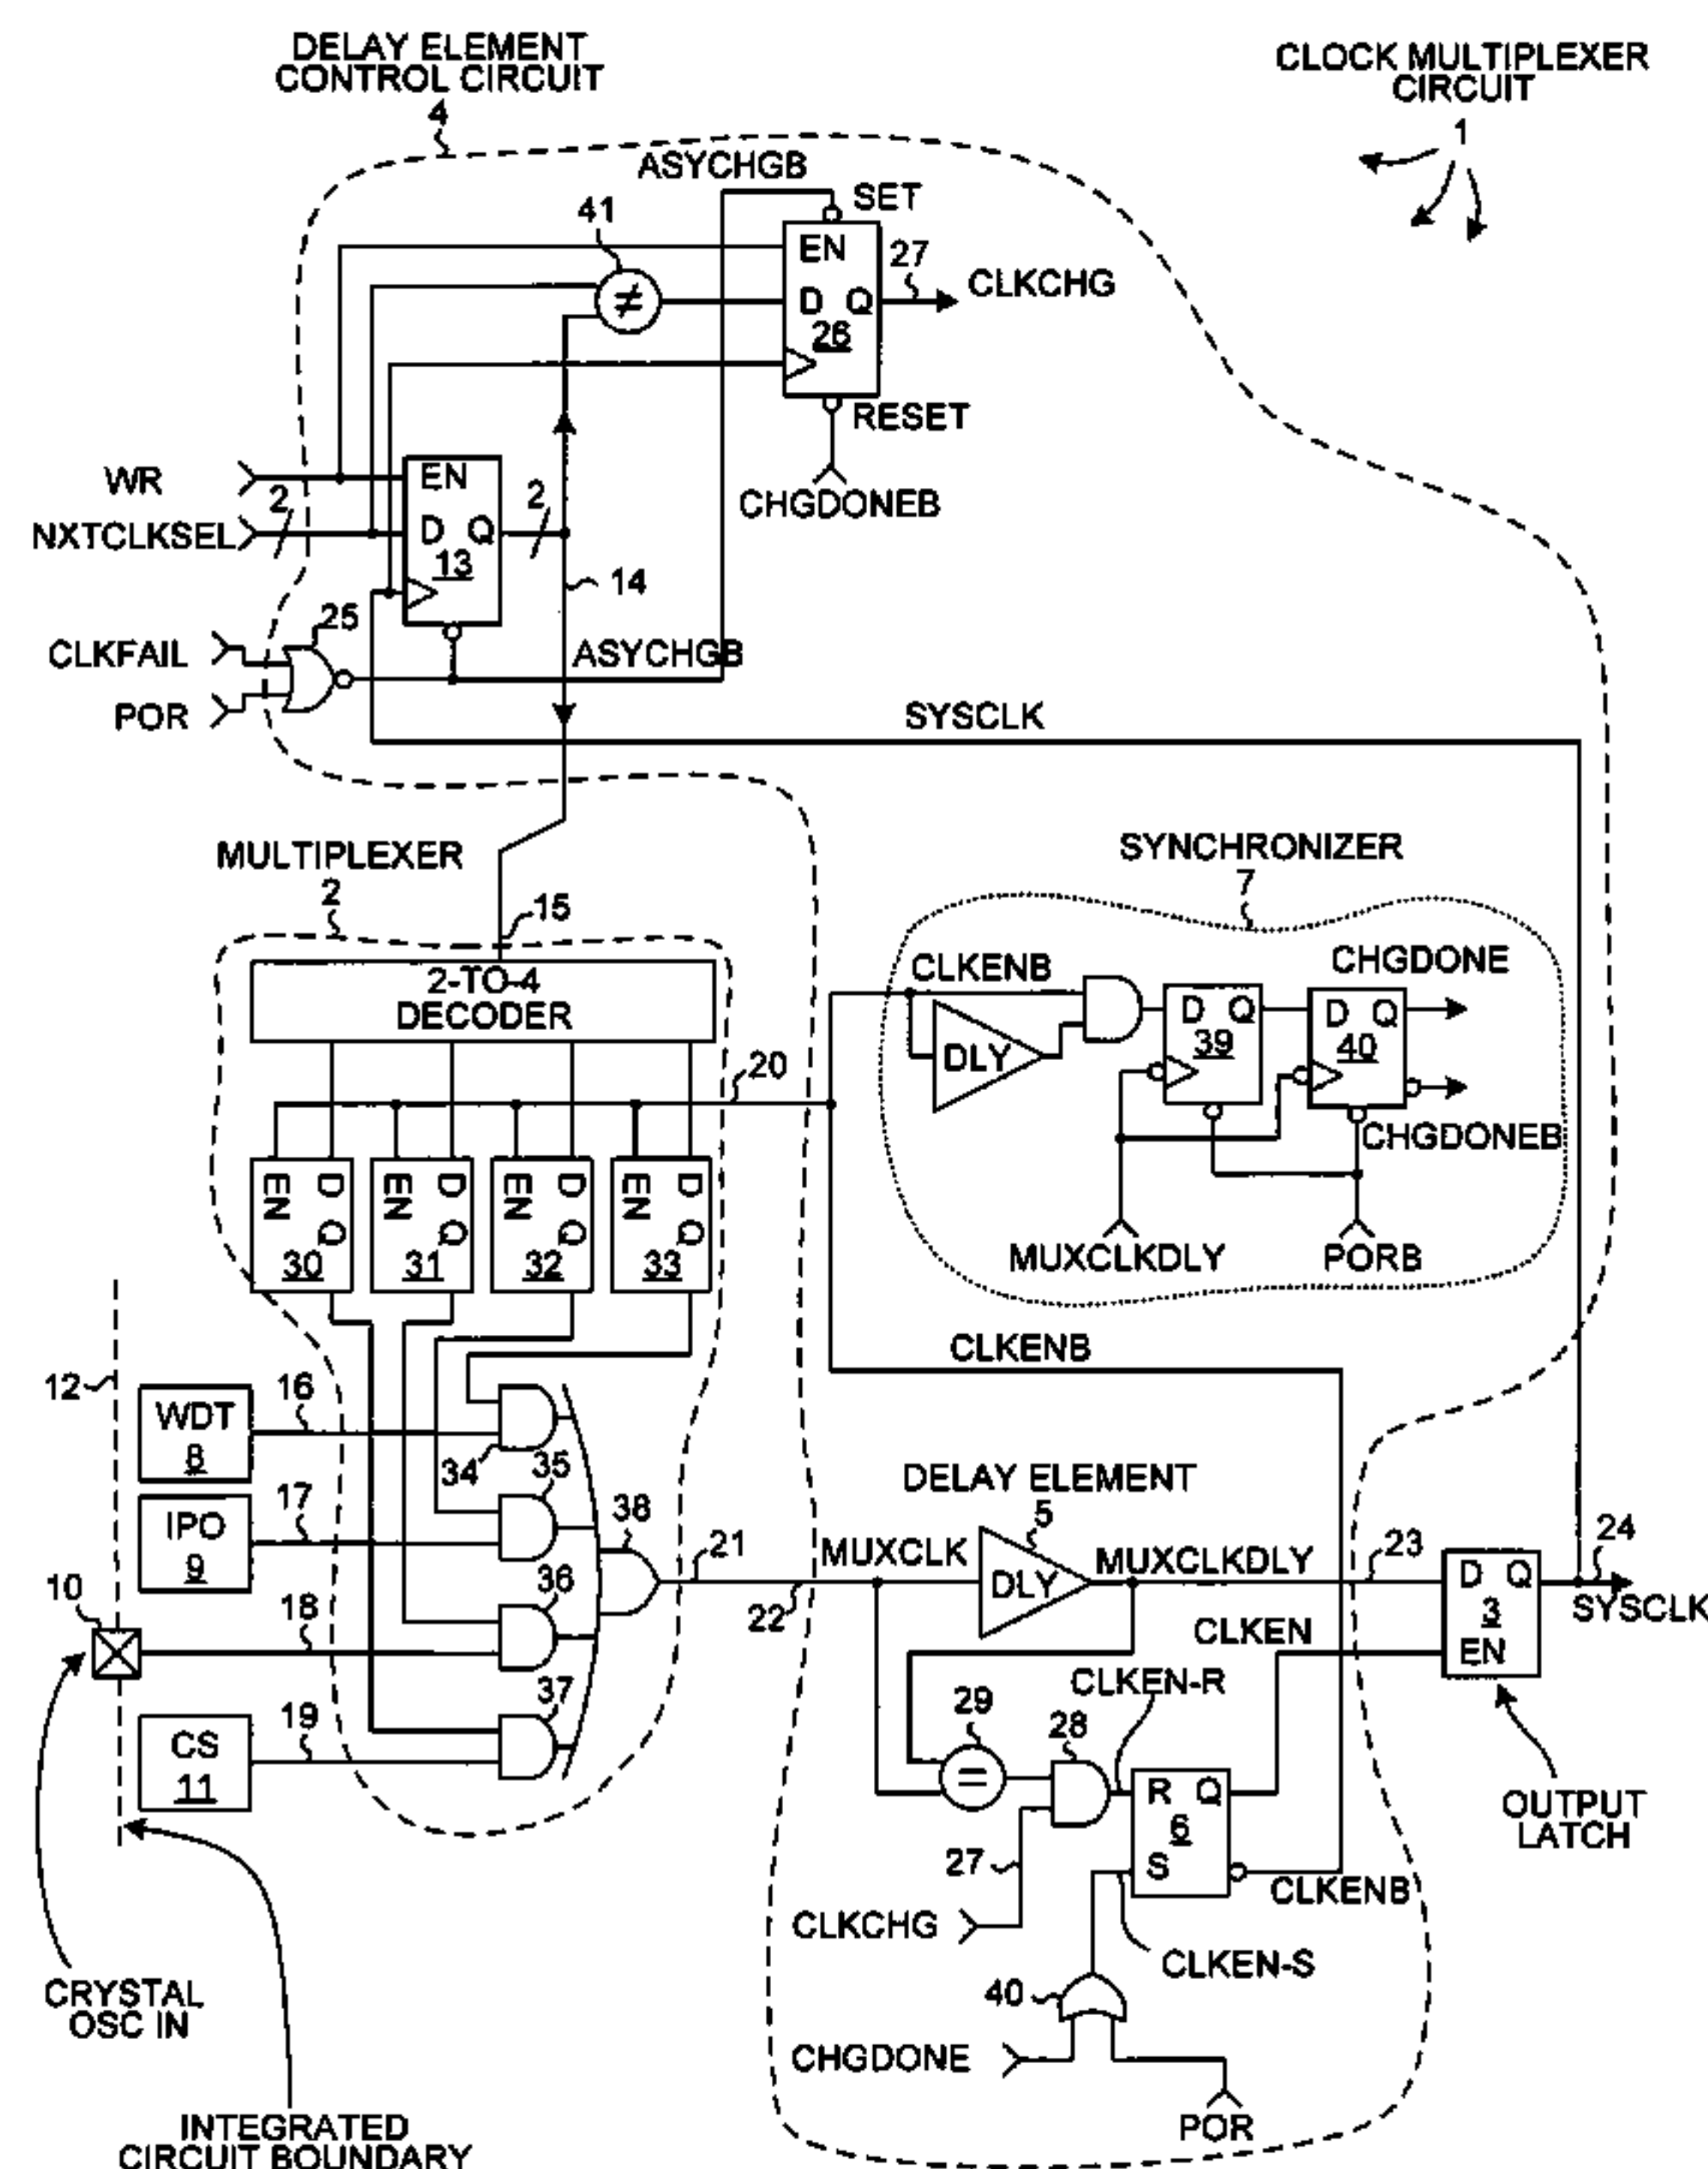 DELAY ELEMENT
CONTROL CIRCUIT
4
CLOCK MULTIPLEXER
CIRCUIT
1
ASYCHGB
SET
41
EN
27
CLKCHG
≠
D Q
26
RESET
CHGDONEB
WR
EN
2
2
NXTCLKSEL
D Q
13
14
25
CLKFAIL
ASYCHGB
POR
SYSCLK
MULTIPLEXER
2
SYNCHRONIZER
7
15
2-TO-4
DECODER
CLKENB
CHGDONE
D Q
39
D Q
40
DLY
20
CHGDONEB
EN D Q
30
EN D Q
31
EN D Q
32
EN D Q
33
MUXCLKDLY
PORB
CLKENB
12
16
WDT
8
34
35
17
IPO
9
38
DELAY ELEMENT
5
21
MUXCLK
DLY
MUXCLKDLY
23
24
D Q
3
EN
SYSCLK
10
18
36
22
CLKEN
CLKEN-R
29
28
19
37
CS
11
=
R Q
6
S
OUTPUT
LATCH
27
CLKENB
CLKCHG
CLKEN-S
40
CRYSTAL
OSC IN
CHGDONE
POR
INTEGRATED
CIRCUIT BOUNDARY